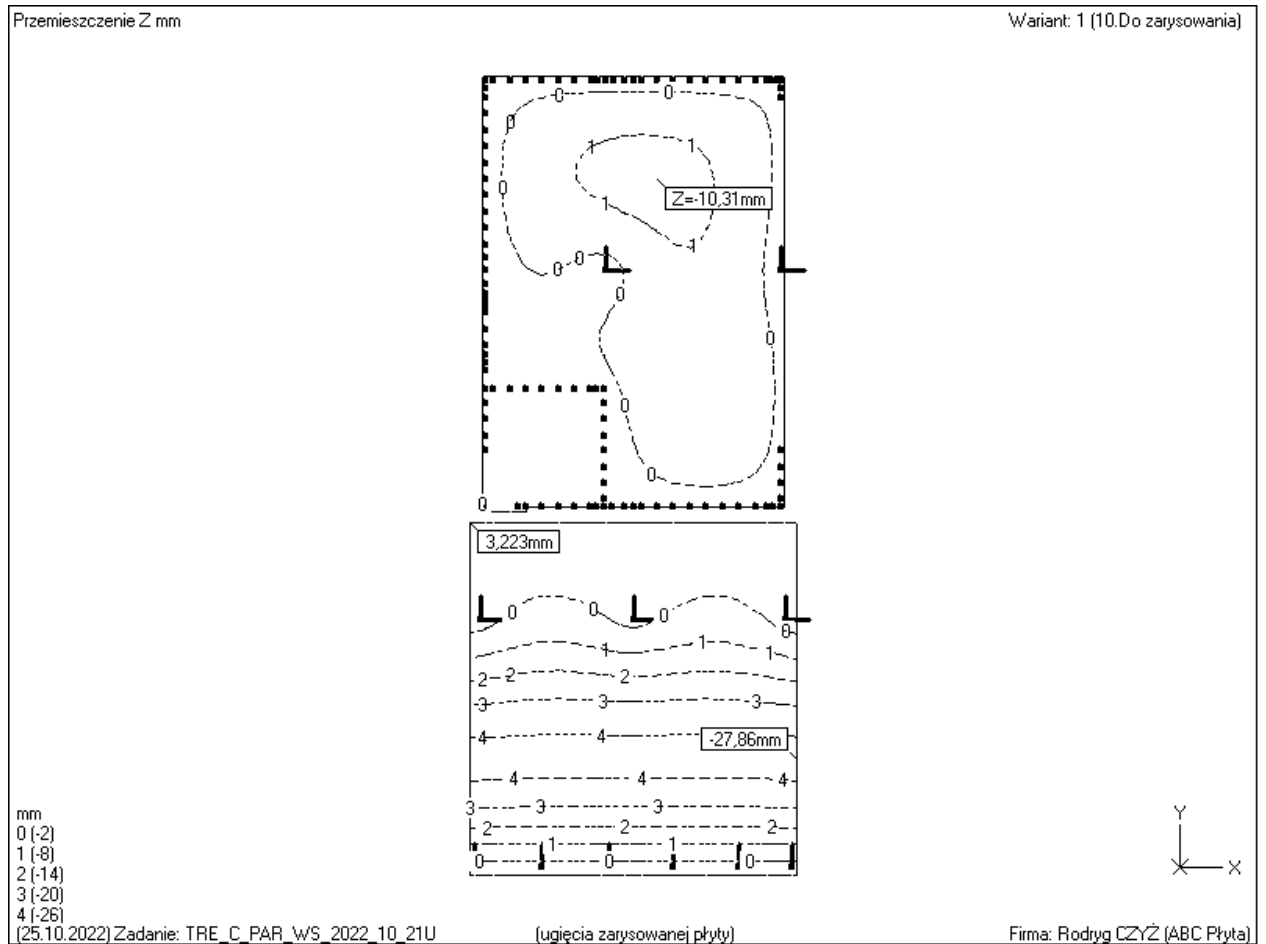 Przemieszczenie Z mm
Wariant: 1 (10.Do zarysowania)
0 0
0
1 1
0
Z=-10,31mm
1
1
0 0
0
0
0
0
0
0
3,223mm
0 0 0
0
1 1 1
2 2 2
3 3 3
4 4
-27,86mm
4 4 4
3 3 3
2 2 2
1 1
0 0 0
mm
0 (-2)
1 (-8)
2 (-14)
3 (-20)
4 (-26)
Y
X
(25.10.2022) Zadanie: TRE_C_PAR_WS_2022_10_21U
(ugięcia zarysowanej płyty)
Firma: Rodryg CZYŻ (ABC Płyta)